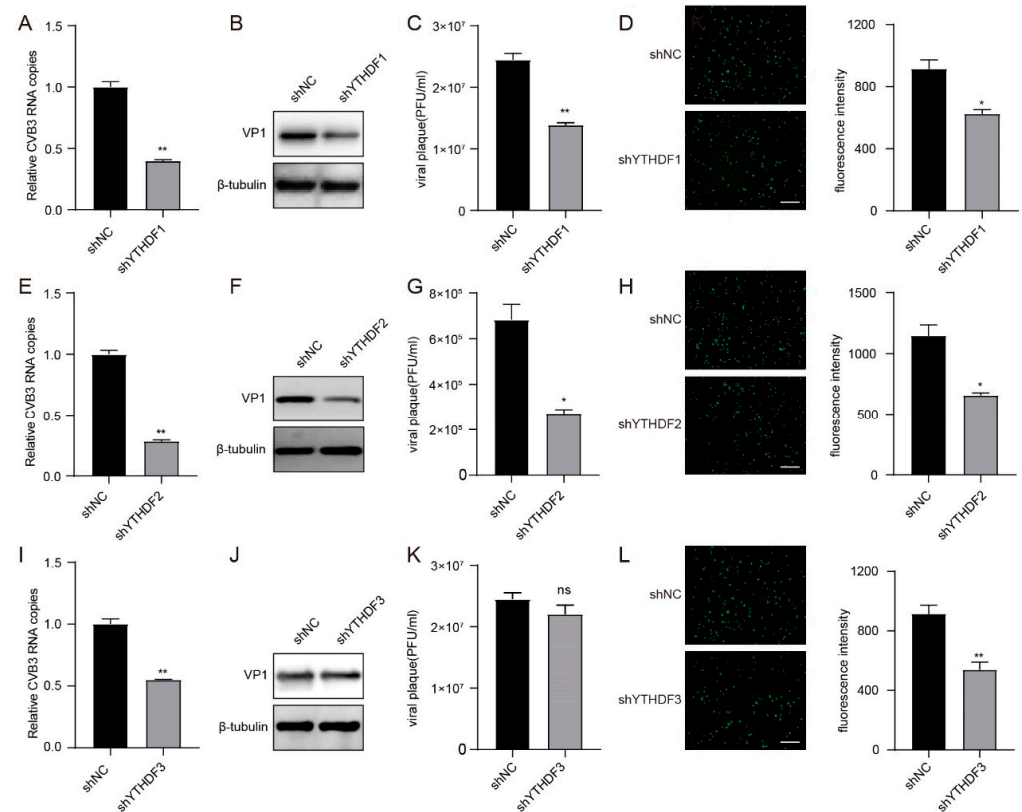 A
Relative CVB3 RNA copies
1.5
1.0
0.5
0.0
shNC
shYTHDF1
**
B
shNC
shYTHDF1
VP1
β-tubulin
C
viral plaque(PFU/ml)
3×10⁷
2×10⁷
1×10⁷
0
shNC
shYTHDF1
**
D
shNC
shYTHDF1
fluorescence intensity
1200
800
400
0
shNC
shYTHDF1
*
E
Relative CVB3 RNA copies
1.5
1.0
0.5
0.0
shNC
shYTHDF2
**
F
shNC
shYTHDF2
VP1
β-tubulin
G
viral plaque(PFU/ml)
8×10⁵
6×10⁵
4×10⁵
2×10⁵
0
shNC
shYTHDF2
*
H
shNC
shYTHDF2
fluorescence intensity
1500
1000
500
0
shNC
shYTHDF2
*
I
Relative CVB3 RNA copies
1.5
1.0
0.5
0.0
shNC
shYTHDF3
**
J
shNC
shYTHDF3
VP1
β-tubulin
K
viral plaque(PFU/ml)
3×10⁷
2×10⁷
1×10⁷
0
shNC
shYTHDF3
ns
L
shNC
shYTHDF3
fluorescence intensity
1200
800
400
0
shNC
shYTHDF3
**